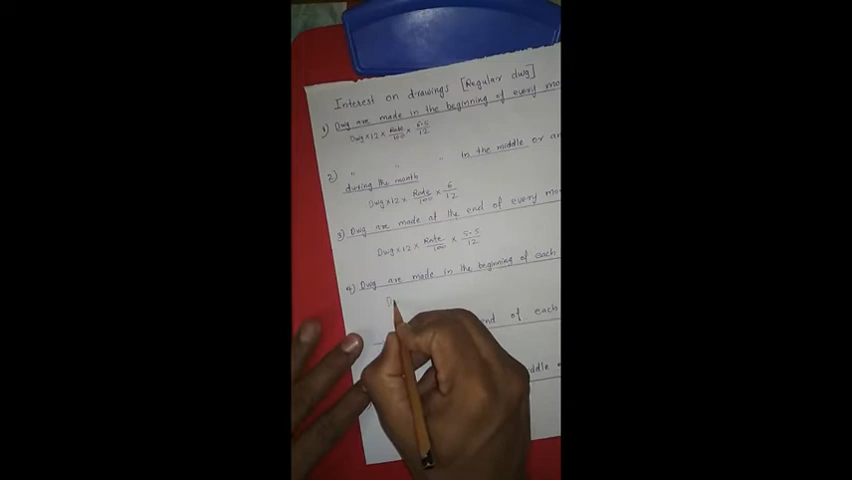 Interest on drawings [Regular dwg]
1) Dwg are made in the beginning of every mo
Dwg × 12 × Rate/100 × 6.5/12
2) " " " in the middle or an
during the month
Dwg × 12 × Rate/100 × 6/12
3) Dwg are made at the end of every mo
Dwg × 12 × Rate/100 × 5.5/12
4) Dwg are made in the beginning of each
D
end of each
ddle o